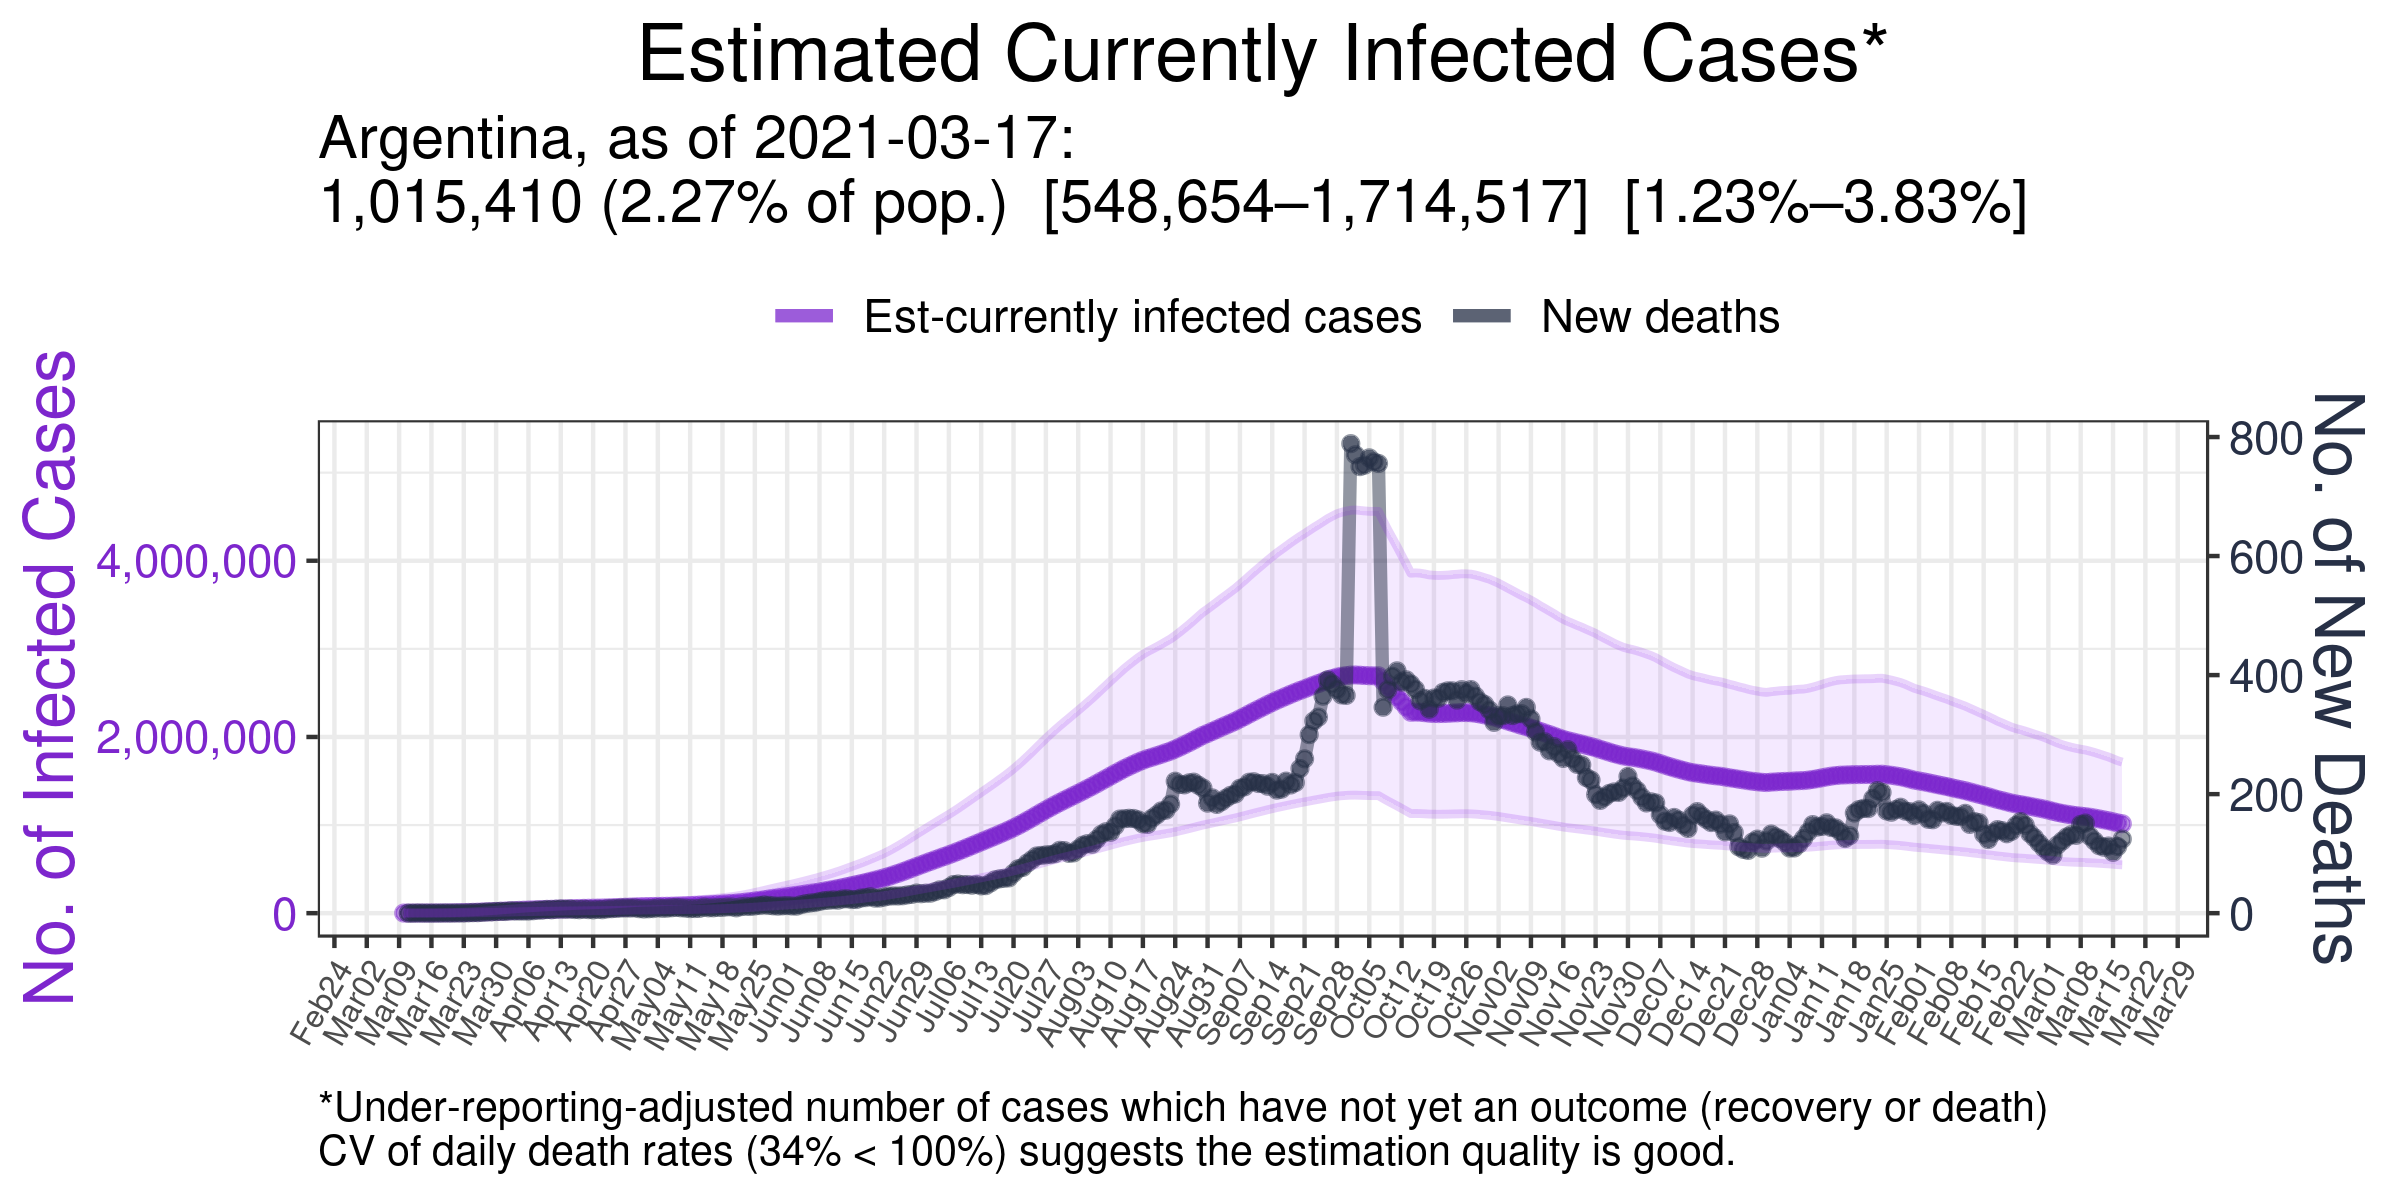 Estimated Currently Infected Cases*
Argentina, as of 2021-03-17:
1,015,410 (2.27% of pop.) [548,654–1,714,517] [1.23%–3.83%]
Est-currently infected cases
New deaths
No. of Infected Cases
4,000,000
2,000,000
0
800
600
400
200
0
No. of New Deaths
Feb24
Mar02
Mar09
Mar16
Mar23
Mar30
Apr06
Apr13
Apr20
Apr27
May04
May11
May18
May25
Jun01
Jun08
Jun15
Jun22
Jun29
Jul06
Jul13
Jul20
Jul27
Aug03
Aug10
Aug17
Aug24
Aug31
Sep07
Sep14
Sep21
Sep28
Oct05
Oct12
Oct19
Oct26
Nov02
Nov09
Nov16
Nov23
Nov30
Dec07
Dec14
Dec21
Dec28
Jan04
Jan11
Jan18
Jan25
Feb01
Feb08
Feb15
Feb22
Mar01
Mar08
Mar15
Mar22
Mar29
*Under-reporting-adjusted number of cases which have not yet an outcome (recovery or death)
CV of daily death rates (34% < 100%) suggests the estimation quality is good.